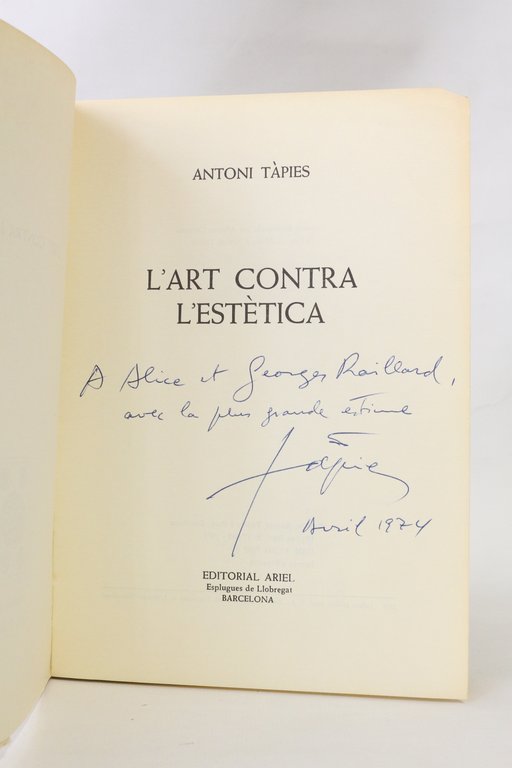 ANTONI TÀPIES
L'ART CONTRA
L'ESTÈTICA
A Alice et Georges Raillard,
avec la plus grande estime
Tàpies
Avril 1974
EDITORIAL ARIEL
Esplugues de Llobregat
BARCELONA